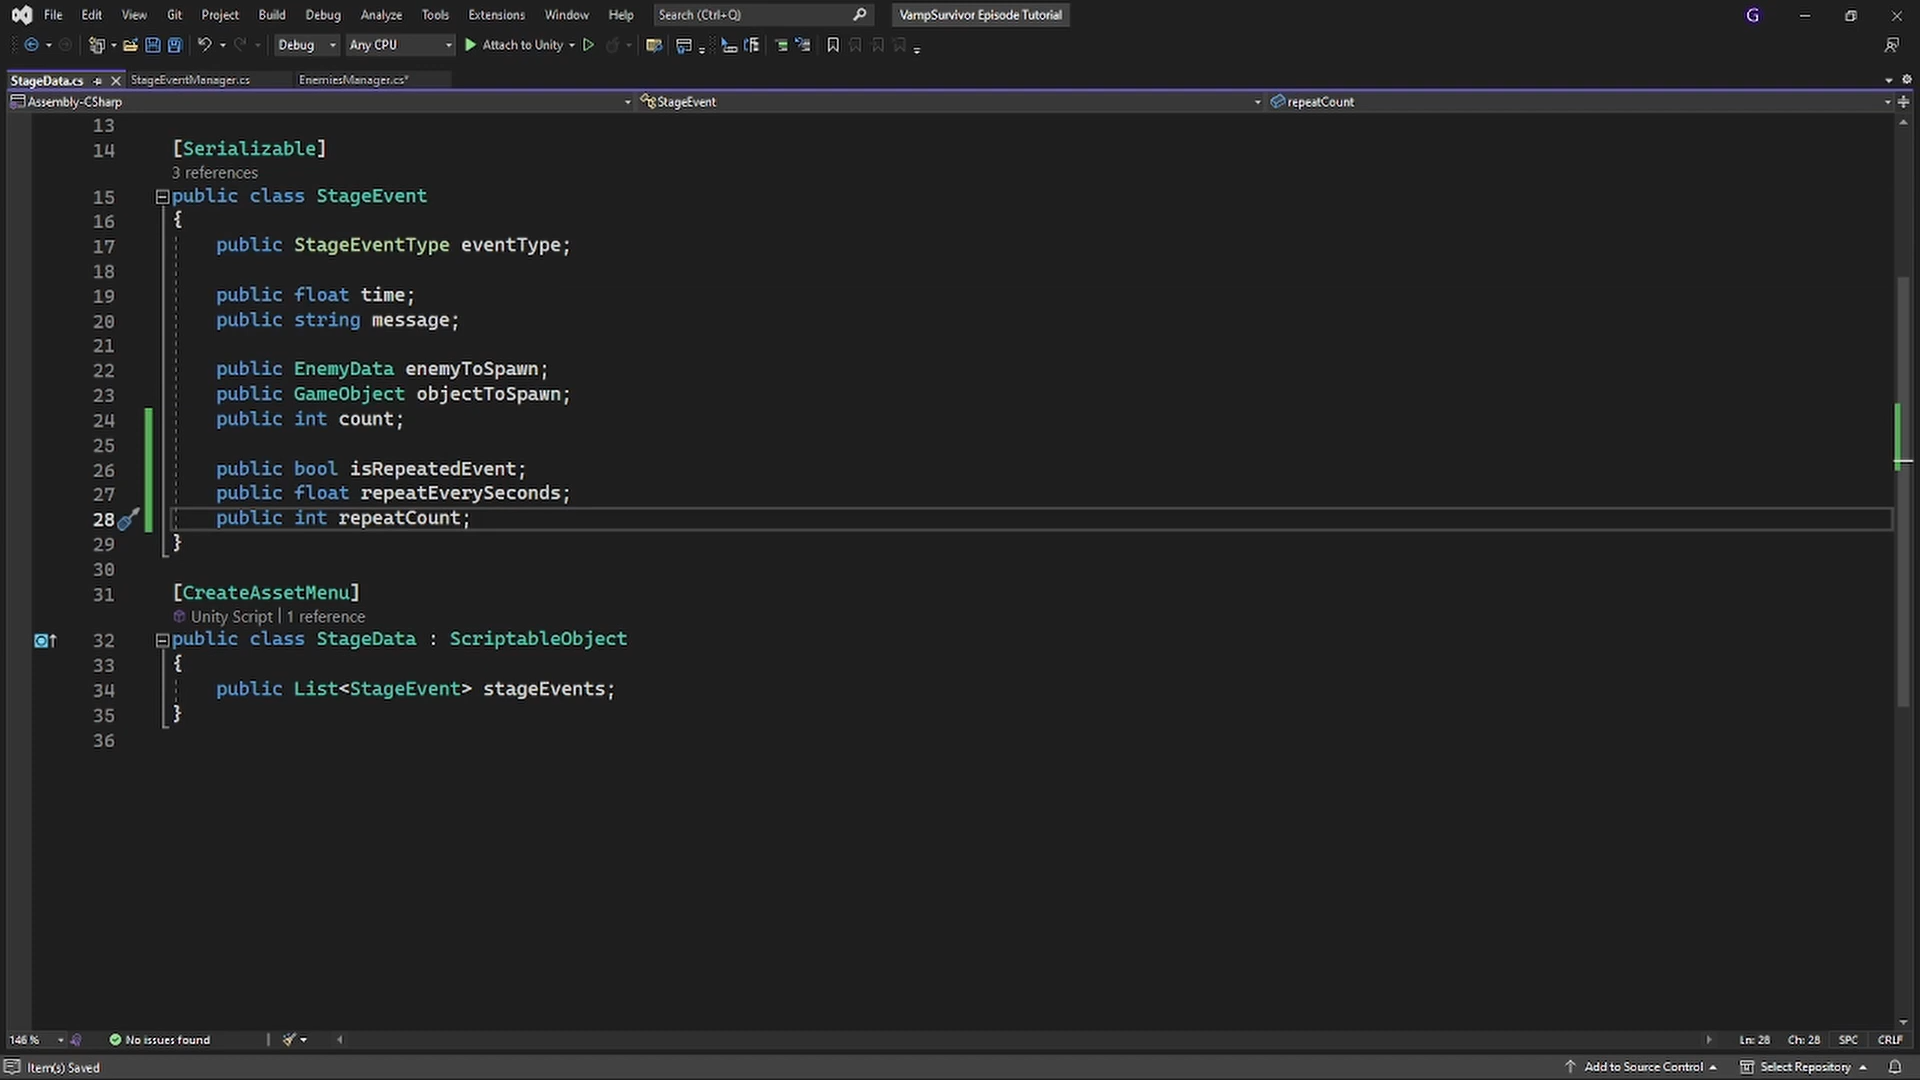 File Edit View Git Project Build Debug Analyze Tools Extensions Window Help Search (Ctrl+Q) VampSurvivor Episode Tutorial G
Debug Any CPU Attach to Unity
StageData.cs StageEventManager.cs EnemiesManager.cs*
Assembly-CSharp StageEvent repeatCount
13
14 [Serializable]
3 references
15 public class StageEvent
16 {
17 public StageEventType eventType;
18
19 public float time;
20 public string message;
21
22 public EnemyData enemyToSpawn;
23 public GameObject objectToSpawn;
24 public int count;
25
26 public bool isRepeatedEvent;
27 public float repeatEverySeconds;
28 public int repeatCount;
29 }
30
31 [CreateAssetMenu]
Unity Script | 1 reference
32 public class StageData : ScriptableObject
33 {
34 public List<StageEvent> stageEvents;
35 }
36
146 % No issues found Ln: 28 Ch: 28 SPC CRLF
Item(s) Saved Add to Source Control Select Repository